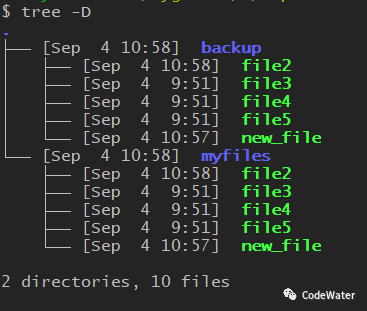 $ tree -D
.
├── [Sep  4 10:58]  backup
│   ├── [Sep  4 10:58]  file2
│   ├── [Sep  4  9:51]  file3
│   ├── [Sep  4  9:51]  file4
│   ├── [Sep  4  9:51]  file5
│   └── [Sep  4 10:57]  new_file
└── [Sep  4 10:58]  myfiles
    ├── [Sep  4 10:58]  file2
    ├── [Sep  4  9:51]  file3
    ├── [Sep  4  9:51]  file4
    ├── [Sep  4  9:51]  file5
    └── [Sep  4 10:57]  new_file
2 directories, 10 files
CodeWater